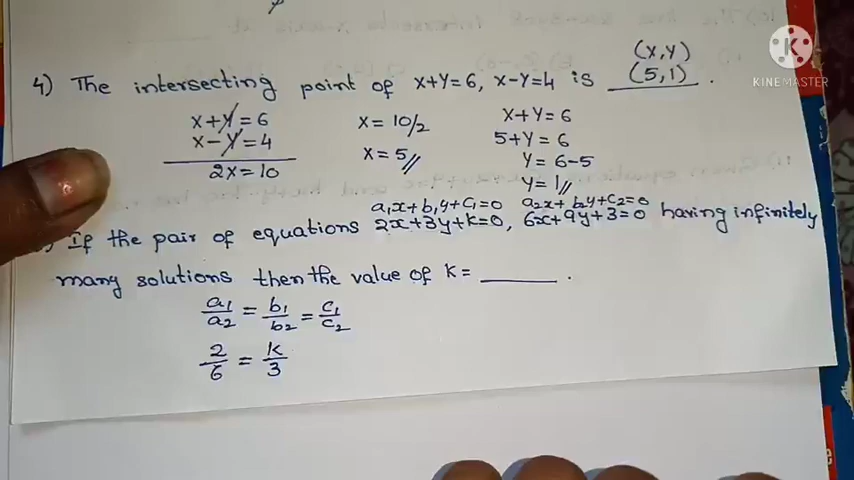 4) The intersecting point of x+y=6, x-y=4 is (x,y) (5,1).
x+y=6 x = 10/2 x+y=6
x-y=4 x=5// 5+y=6
2x=10 y=6-5
y=1//
a₁x+b₁y+c₁=0 a₂x+b₂y+c₂=0
If the pair of equations 2x+3y+k=0, 6x+9y+3=0 having infinitely
many solutions then the value of k= ______.
a₁/a₂ = b₁/b₂ = c₁/c₂
2/6 = k/3
K
KINEMASTER